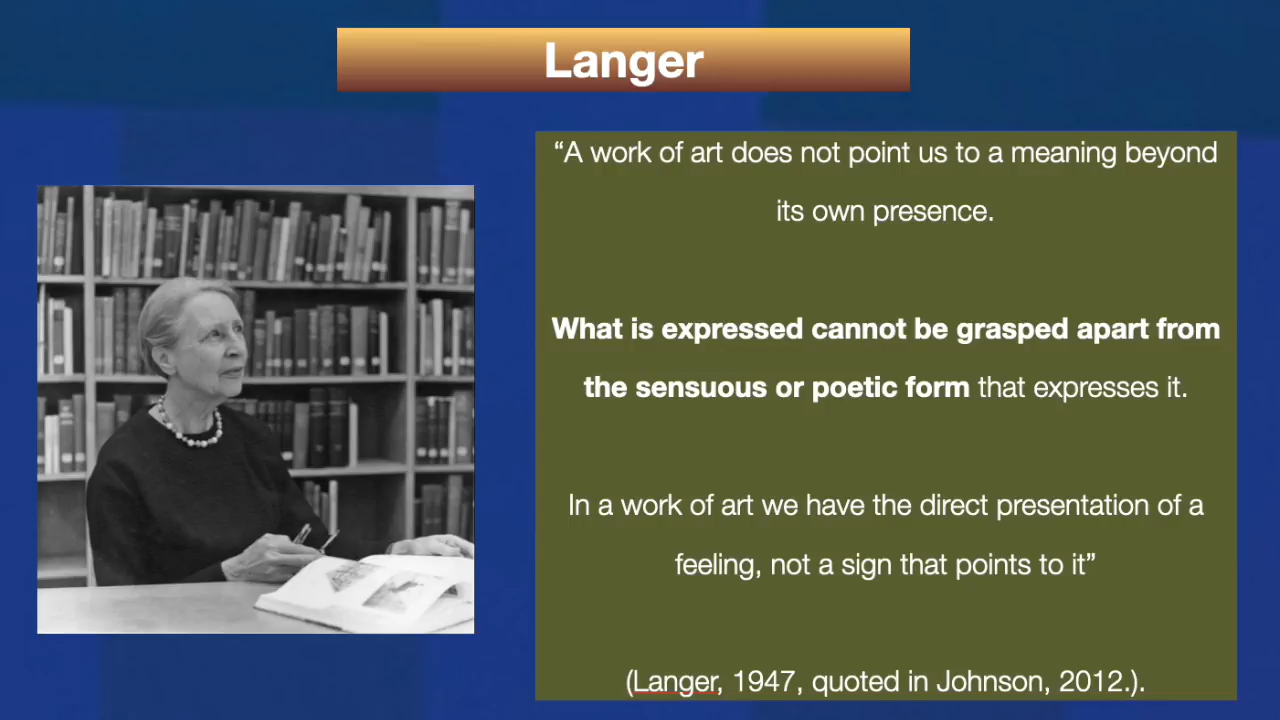 Langer
“A work of art does not point us to a meaning beyond
its own presence.
What is expressed cannot be grasped apart from
the sensuous or poetic form that expresses it.
In a work of art we have the direct presentation of a
feeling, not a sign that points to it”
(Langer, 1947, quoted in Johnson, 2012.).